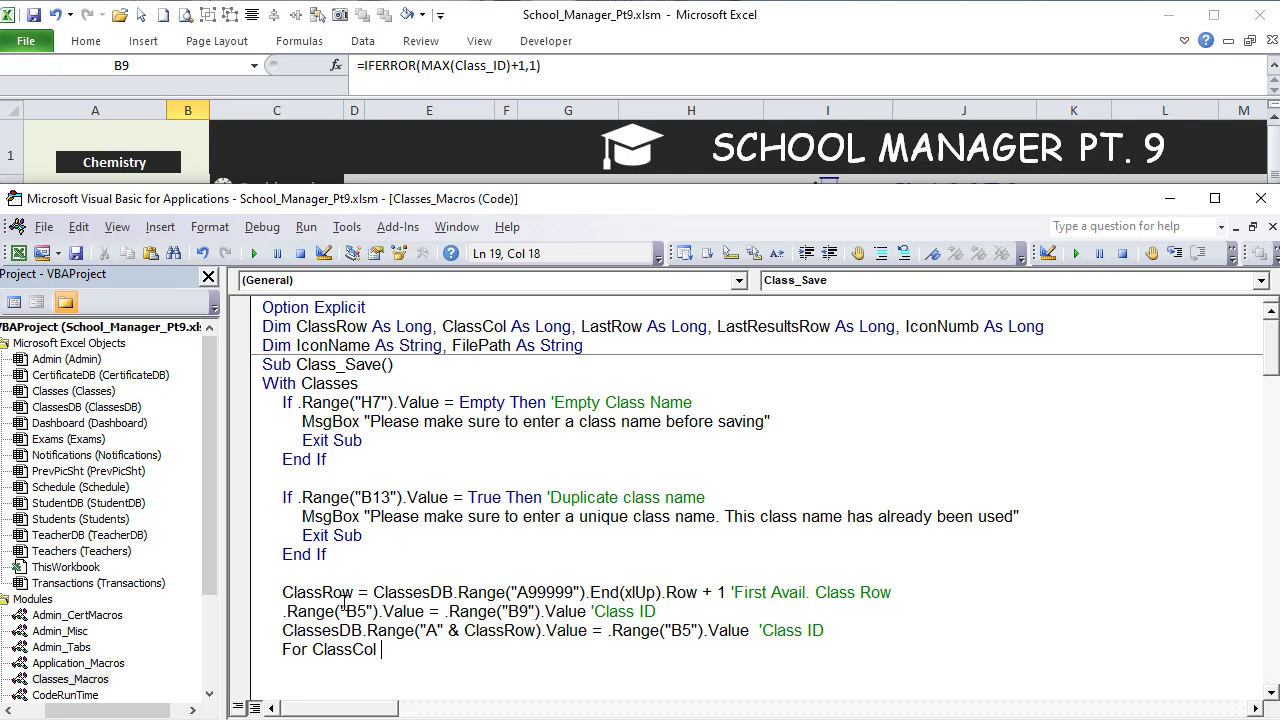 School_Manager_Pt9.xlsm - Microsoft Excel
File Home Insert Page Layout Formulas Data Review View Developer
B9 fx =IFERROR(MAX(Class_ID)+1,1)
A B C D E F G H I J K L M
1
Chemistry
SCHOOL MANAGER PT. 9
Microsoft Visual Basic for Applications - School_Manager_Pt9.xlsm - [Classes_Macros (Code)]
File Edit View Insert Format Debug Run Tools Add-Ins Window Help
Type a question for help
Ln 19, Col 18
Project - VBAProject
(General)
Class_Save
VBAProject (School_Manager_Pt9.xls
Microsoft Excel Objects
Admin (Admin)
CertificateDB (CertificateDB)
Classes (Classes)
ClassesDB (ClassesDB)
Dashboard (Dashboard)
Exams (Exams)
Notifications (Notifications)
PrevPicSht (PrevPicSht)
Schedule (Schedule)
StudentDB (StudentDB)
Students (Students)
TeacherDB (TeacherDB)
Teachers (Teachers)
ThisWorkbook
Transactions (Transactions)
Modules
Admin_CertMacros
Admin_Misc
Admin_Tabs
Application_Macros
Classes_Macros
CodeRunTime
Option Explicit
Dim ClassRow As Long, ClassCol As Long, LastRow As Long, LastResultsRow As Long, IconNumb As Long
Dim IconName As String, FilePath As String
Sub Class_Save()
With Classes
If .Range("H7").Value = Empty Then 'Empty Class Name
MsgBox "Please make sure to enter a class name before saving"
Exit Sub
End If
If .Range("B13").Value = True Then 'Duplicate class name
MsgBox "Please make sure to enter a unique class name. This class name has already been used"
Exit Sub
End If
ClassRow = ClassesDB.Range("A99999").End(xlUp).Row + 1 'First Avail. Class Row
.Range("B5").Value = .Range("B9").Value 'Class ID
ClassesDB.Range("A" & ClassRow).Value = .Range("B5").Value 'Class ID
For ClassCol